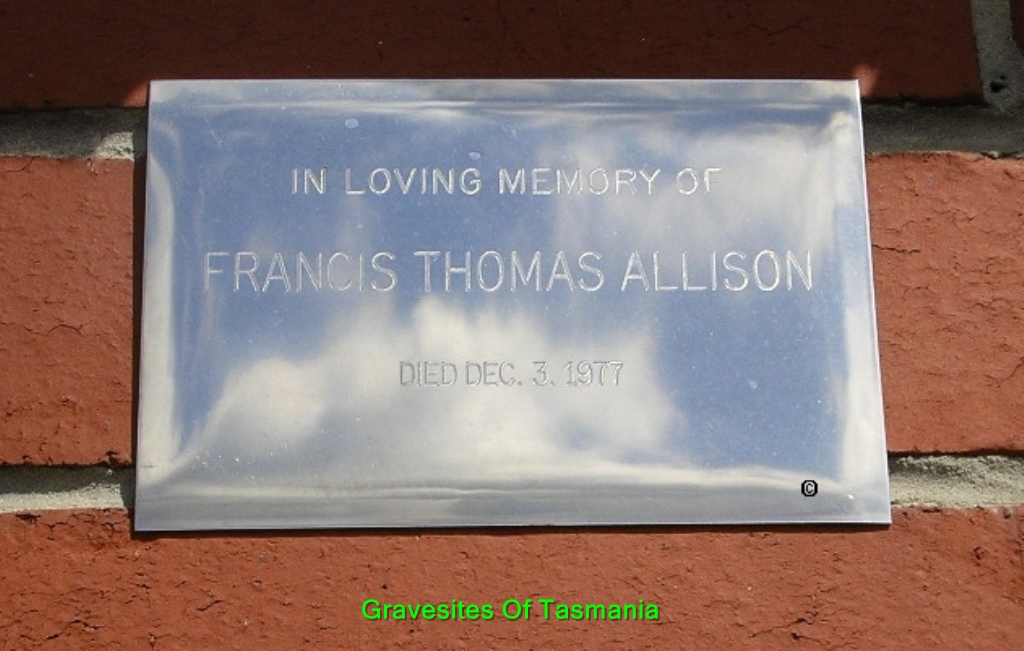 IN LOVING MEMORY OF
FRANCIS THOMAS ALLISON
DIED DEC. 3. 1977
©
Gravesites Of Tasmania